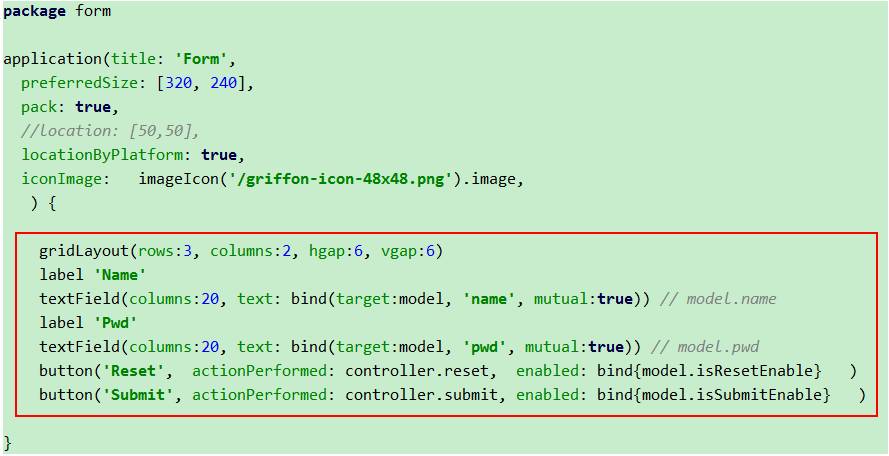 package form
application(title: 'Form',
preferredSize: [320, 240],
pack: true,
//location: [50,50],
locationByPlatform: true,
iconImage:   imageIcon('/griffon-icon-48x48.png').image,
) {
gridLayout(rows:3, columns:2, hgap:6, vgap:6)
label 'Name'
textField(columns:20, text: bind(target:model, 'name', mutual:true)) // model.name
label 'Pwd'
textField(columns:20, text: bind(target:model, 'pwd', mutual:true)) // model.pwd
button('Reset',  actionPerformed: controller.reset,  enabled: bind{model.isResetEnable}   )
button('Submit', actionPerformed: controller.submit, enabled: bind{model.isSubmitEnable}   )
}